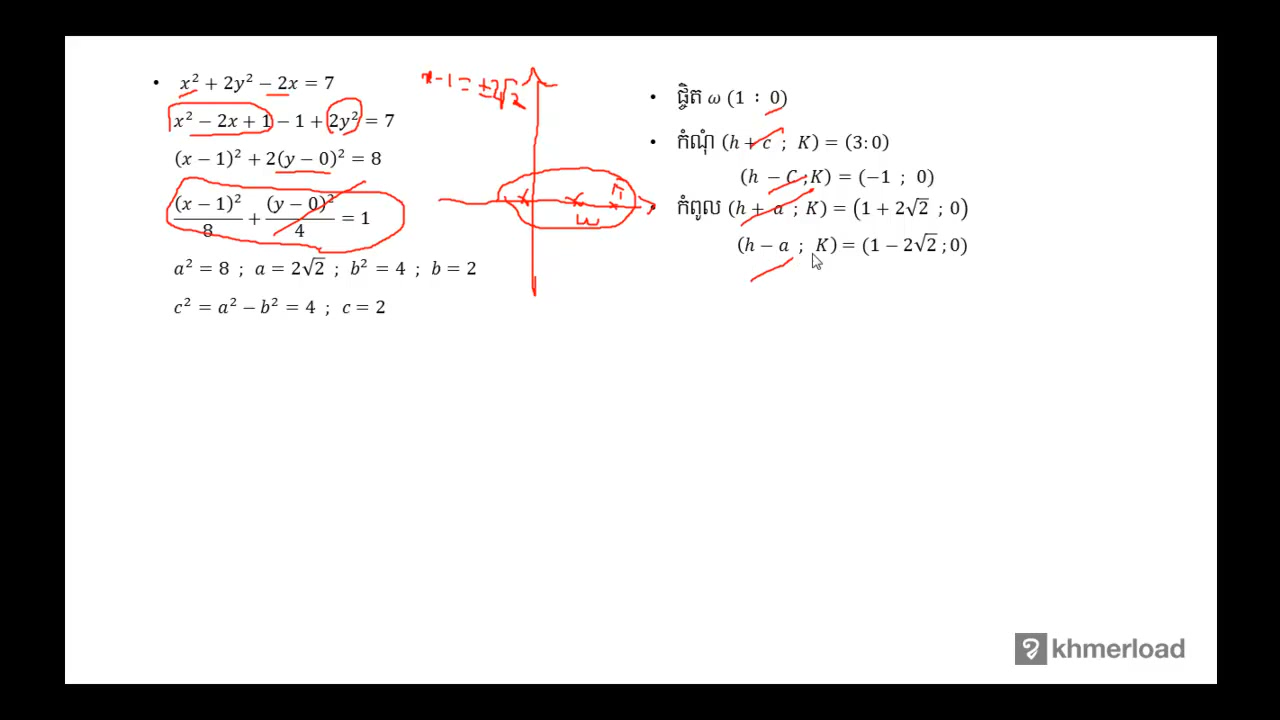 • x² + 2y² − 2x = 7
x² − 2x + 1 − 1 + 2y² = 7
(x − 1)² + 2(y − 0)² = 8
(x − 1)²/8 + (y − 0)²/4 = 1
a² = 8 ; a = 2√2 ; b² = 4 ; b = 2
c² = a² − b² = 4 ; c = 2
x − 1 = ±2√2
ω
• ផ្ចិត ω (1 : 0)
• កំណុំ (h + c ; K) = (3: 0)
(h − C ;K) = (−1 ; 0)
• កំពូល (h + a ; K) = (1 + 2√2 ; 0)
(h − a ; K) = (1 − 2√2 ; 0)
khmerload